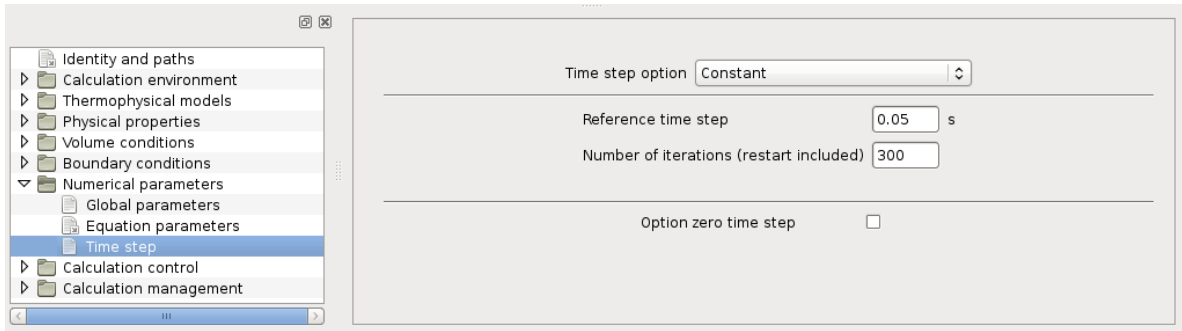 Identity and paths
Calculation environment
Thermophysical models
Physical properties
Volume conditions
Boundary conditions
Numerical parameters
Global parameters
Equation parameters
Time step
Calculation control
Calculation management
Time step option Constant
Reference time step 0.05 s
Number of iterations (restart included) 300
Option zero time step